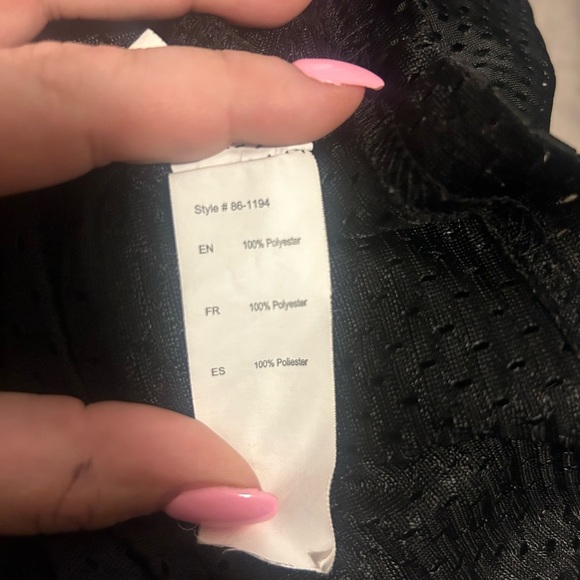 Style # 86-1194
EN 100% Polyester
FR 100% Polyester
ES 100% Poliester